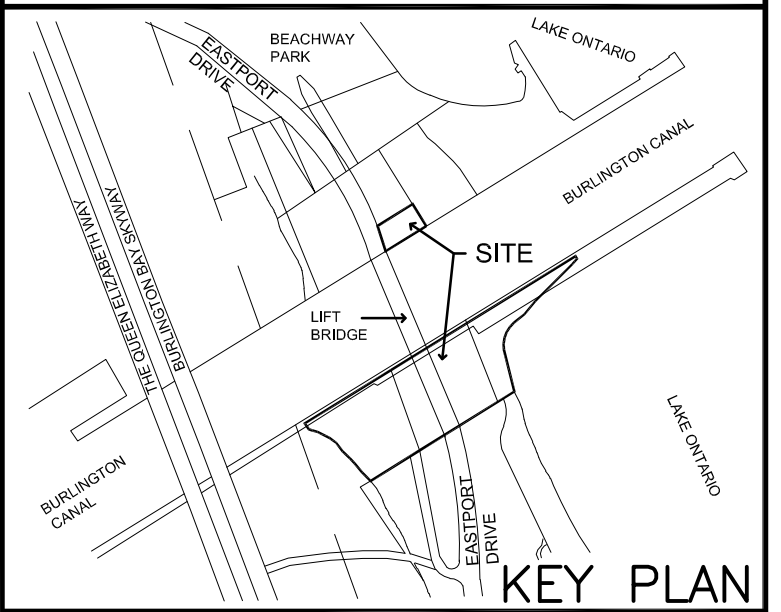 LAKE ONTARIO
BEACHWAY
PARK
EASTPORT
DRIVE
BURLINGTON CANAL
THE QUEEN ELIZABETH WAY
BURLINGTON BAY SKYWAY
SITE
LIFT
BRIDGE
LAKE ONTARIO
BURLINGTON
CANAL
EASTPORT
DRIVE
KEY PLAN